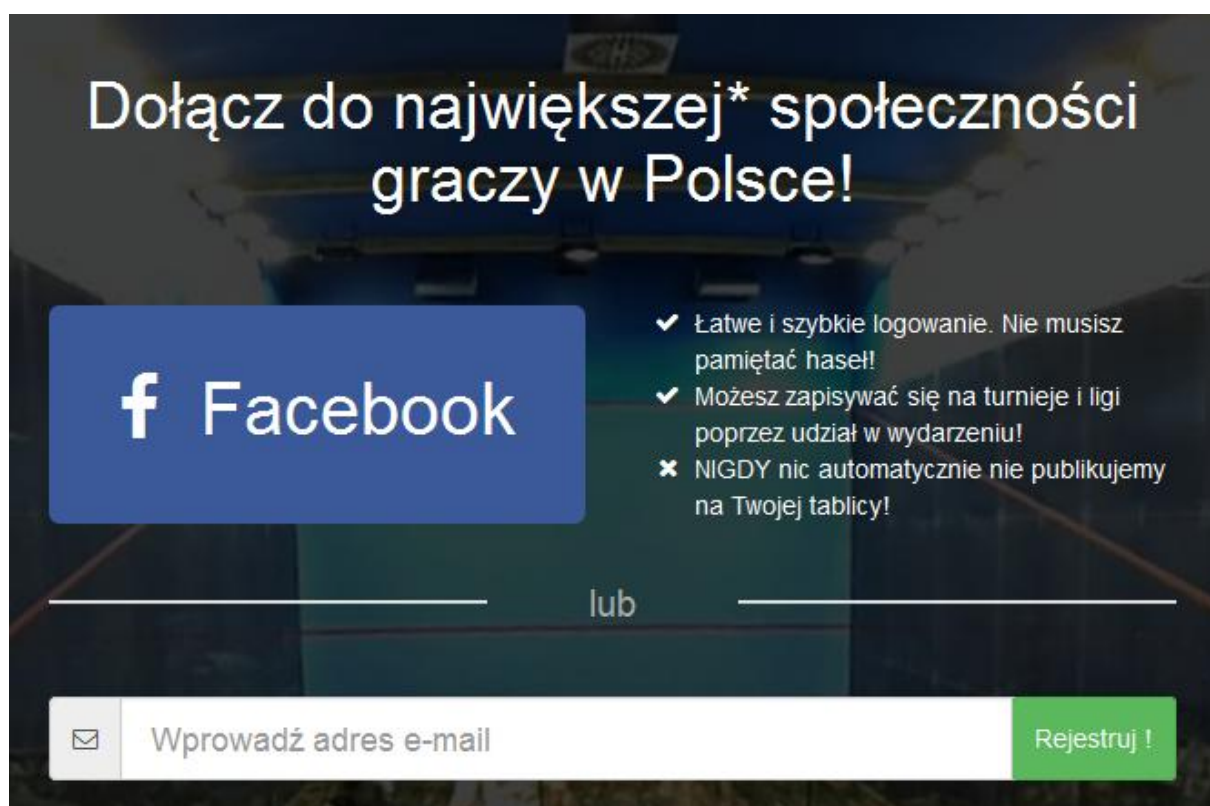 Dołącz do największej* społeczności
graczy w Polsce!
Facebook
Łatwe i szybkie logowanie. Nie musisz
pamiętać haseł!
Możesz zapisywać się na turnieje i ligi
poprzez udział w wydarzeniu!
NIGDY nic automatycznie nie publikujemy
na Twojej tablicy!
lub
Wprowadź adres e-mail
Rejestruj !